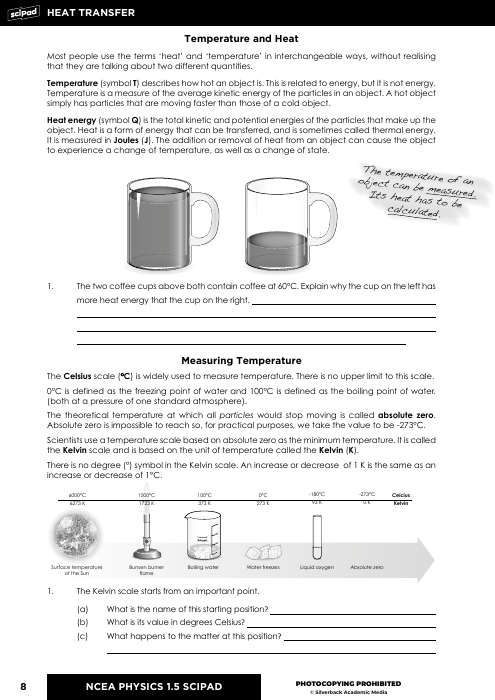 scipad HEAT TRANSFER
Temperature and Heat
Most people use the terms 'heat' and 'temperature' in interchangeable ways, without realising
that they are talking about two different quantities.
Temperature (symbol T) describes how hot an object is. This is related to energy, but it is not energy.
Temperature is a measure of the average kinetic energy of the particles in an object. A hot object
simply has particles that are moving faster than those of a cold object.
Heat energy (symbol Q) is the total kinetic and potential energies of the particles that make up the
object. Heat is a form of energy that can be transferred, and is sometimes called thermal energy.
It is measured in Joules (J). The addition or removal of heat from an object can cause the object
to experience a change of temperature, as well as a change of state.
The temperature of an
object can be measured.
Its heat has to be
calculated.
1. The two coffee cups above both contain coffee at 60°C. Explain why the cup on the left has
more heat energy that the cup on the right.
Measuring Temperature
The Celsius scale (°C) is widely used to measure temperature. There is no upper limit to this scale.
0°C is defined as the freezing point of water and 100°C is defined as the boiling point of water.
(both at a pressure of one standard atmosphere).
The theoretical temperature at which all particles would stop moving is called absolute zero.
Absolute zero is impossible to reach so, for practical purposes, we take the value to be -273°C.
Scientists use a temperature scale based on absolute zero as the minimum temperature. It is called
the Kelvin scale and is based on the unit of temperature called the Kelvin (K).
There is no degree (°) symbol in the Kelvin scale. An increase or decrease of 1 K is the same as an
increase or decrease of 1°C.
6000°C 1500°C 100°C 0°C -180°C -273°C Celcius
6273 K 1723 K 373 K 273 K 93 K 0 K Kelvin
Surface temperature of the Sun
Bunsen burner flame
Boiling water
Water freezes
Liquid oxygen
Absolute zero
1. The Kelvin scale starts from an important point.
(a) What is the name of this starting position?
(b) What is its value in degrees Celsius?
(c) What happens to the matter at this position?
8 NCEA PHYSICS 1.5 SCIPAD
PHOTOCOPYING PROHIBITED
© Silverback Academic Media